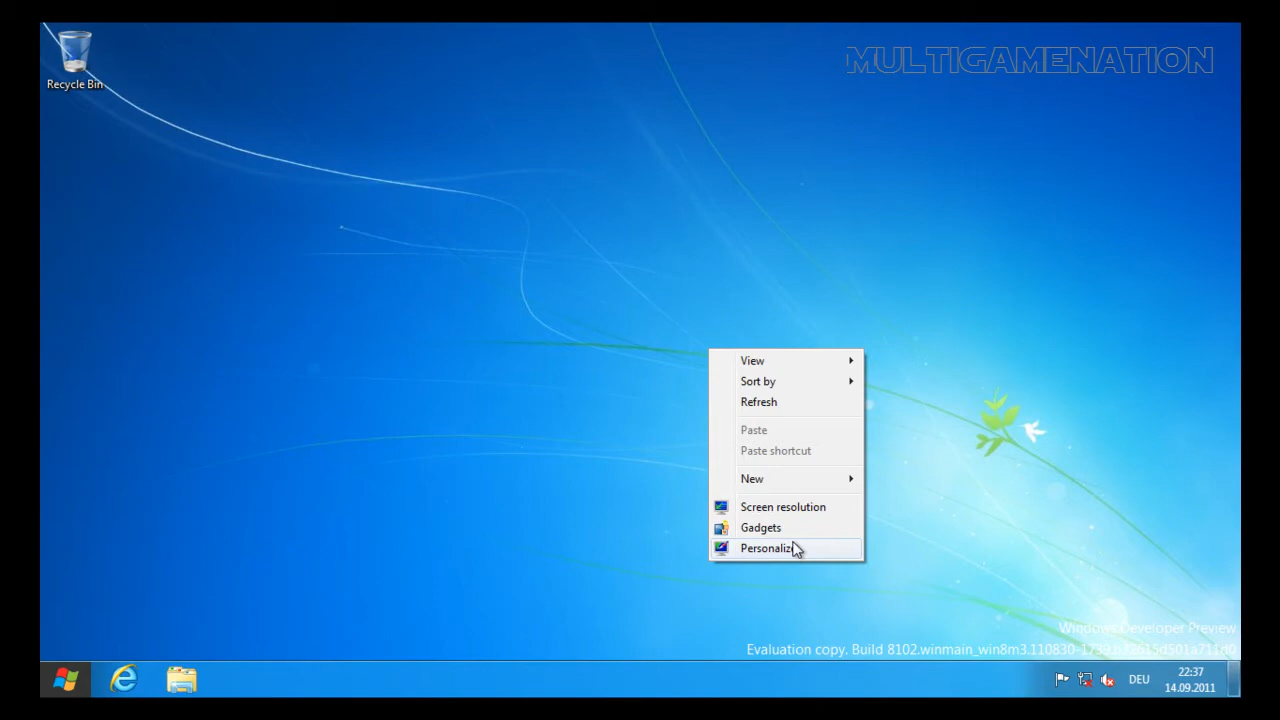 MULTIGAMENATION
Recycle Bin
View
Sort by
Refresh
Paste
Paste shortcut
New
Screen resolution
Gadgets
Personalize
Windows Developer Preview
Evaluation copy. Build 8102.winmain_win8m3.110830-1739.b32615d501a711d0
DEU
22:37
14.09.2011